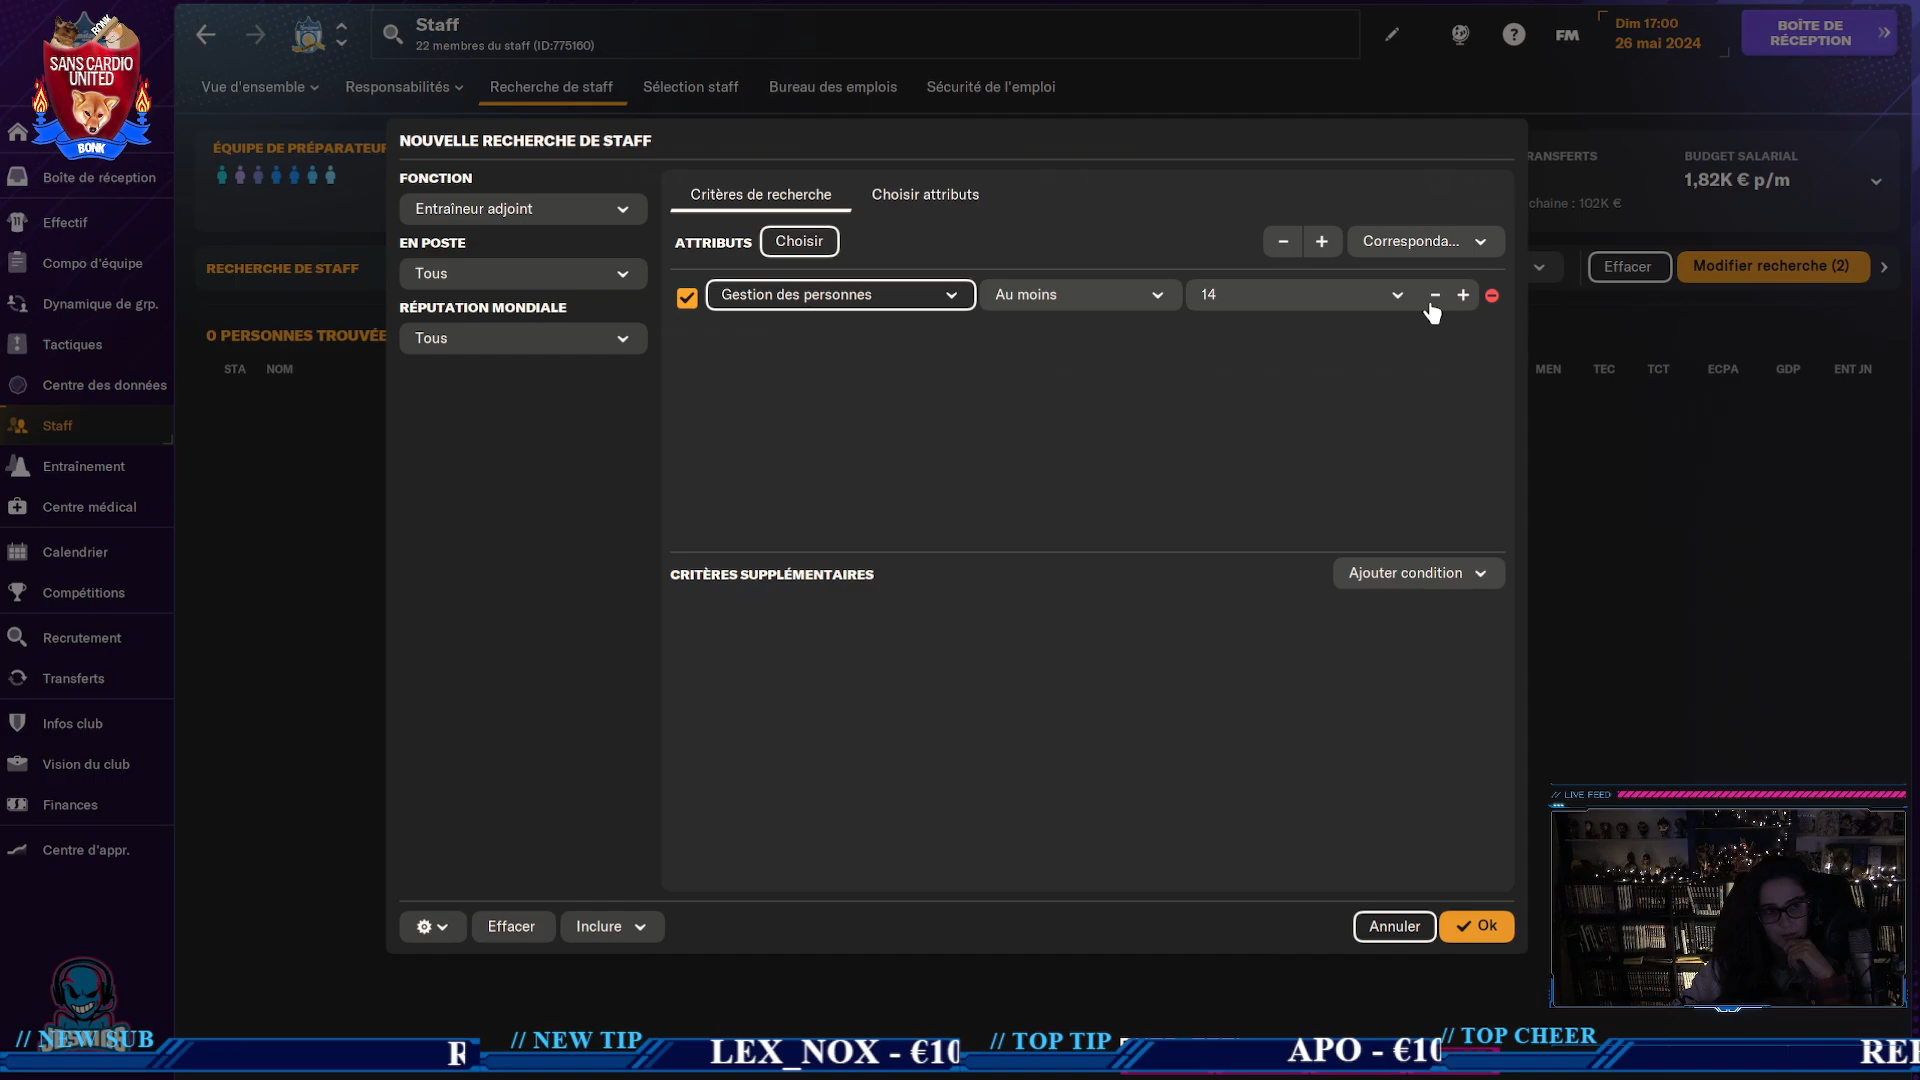 BONK
SANS CARDIO
UNITED
BONK
Staff
22 membres du staff (ID:775160)
FM
Dim 17:00
26 mai 2024
BOÎTE DE
RÉCEPTION
Vue d'ensemble
Responsabilités
Recherche de staff
Sélection staff
Bureau des emplois
Sécurité de l'emploi
Boîte de réception
Effectif
Compo d'équipe
Dynamique de grp.
Tactiques
Centre des données
Staff
Entraînement
Centre médical
Calendrier
Compétitions
Recrutement
Transferts
Infos club
Vision du club
Finances
Centre d'appr.
ÉQUIPE DE PRÉPARATEUR
RECHERCHE DE STAFF
0 PERSONNES TROUVÉE
STA NOM
RANSFERTS
BUDGET SALARIAL
1,82K € p/m
chaine : 102K €
Effacer
Modifier recherche (2)
MEN TEC TCT ECPA GDP ENT JN
NOUVELLE RECHERCHE DE STAFF
FONCTION
Entraîneur adjoint
EN POSTE
Tous
RÉPUTATION MONDIALE
Tous
Critères de recherche
Choisir attributs
ATTRIBUTS
Choisir
- +
Corresponda...
Gestion des personnes
Au moins
14
- +
CRITÈRES SUPPLÉMENTAIRES
Ajouter condition
Effacer
Inclure
Annuler
Ok
// LIVE FEED
// NEW SUB
// NEW TIP
LEX_NOX - €10
// TOP TIP
APO - €10
// TOP CHEER